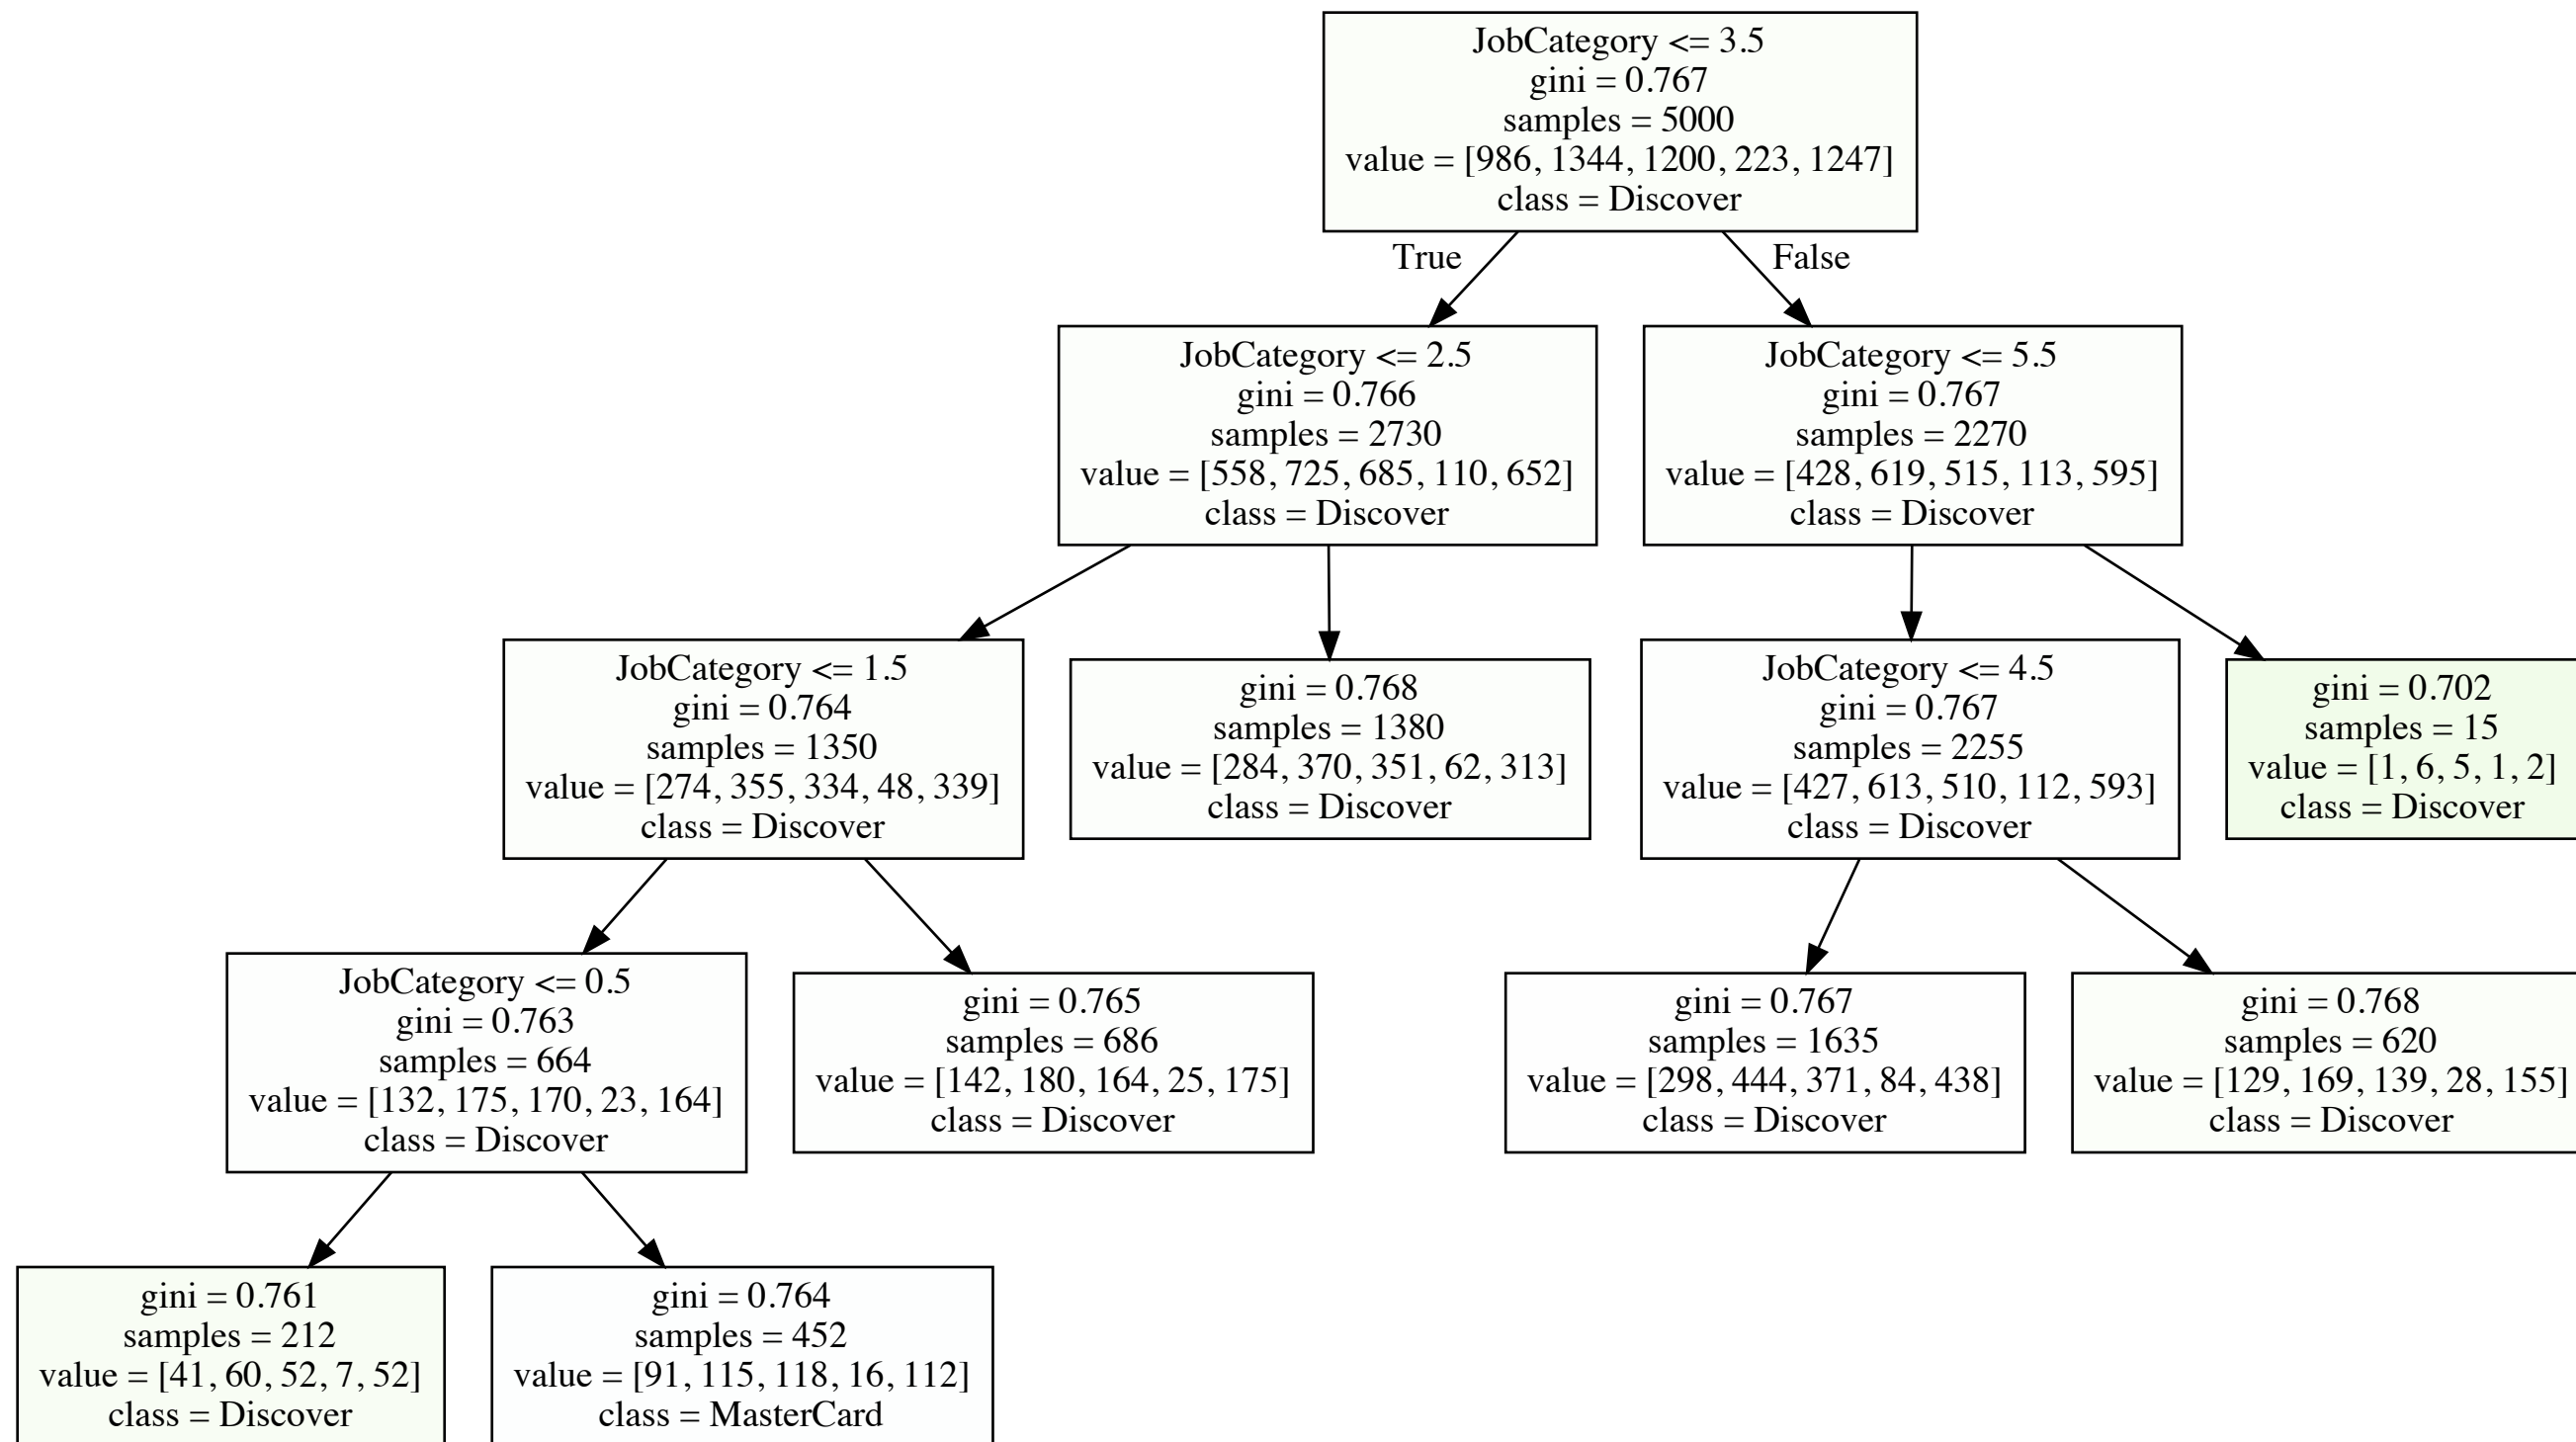 JobCategory <= 3.5
gini = 0.767
samples = 5000
value = [986, 1344, 1200, 223, 1247]
class = Discover
True
False
JobCategory <= 2.5
gini = 0.766
samples = 2730
value = [558, 725, 685, 110, 652]
class = Discover
JobCategory <= 5.5
gini = 0.767
samples = 2270
value = [428, 619, 515, 113, 595]
class = Discover
JobCategory <= 1.5
gini = 0.764
samples = 1350
value = [274, 355, 334, 48, 339]
class = Discover
gini = 0.768
samples = 1380
value = [284, 370, 351, 62, 313]
class = Discover
JobCategory <= 4.5
gini = 0.767
samples = 2255
value = [427, 613, 510, 112, 593]
class = Discover
gini = 0.702
samples = 15
value = [1, 6, 5, 1, 2]
class = Discover
JobCategory <= 0.5
gini = 0.763
samples = 664
value = [132, 175, 170, 23, 164]
class = Discover
gini = 0.765
samples = 686
value = [142, 180, 164, 25, 175]
class = Discover
gini = 0.767
samples = 1635
value = [298, 444, 371, 84, 438]
class = Discover
gini = 0.768
samples = 620
value = [129, 169, 139, 28, 155]
class = Discover
gini = 0.761
samples = 212
value = [41, 60, 52, 7, 52]
class = Discover
gini = 0.764
samples = 452
value = [91, 115, 118, 16, 112]
class = MasterCard